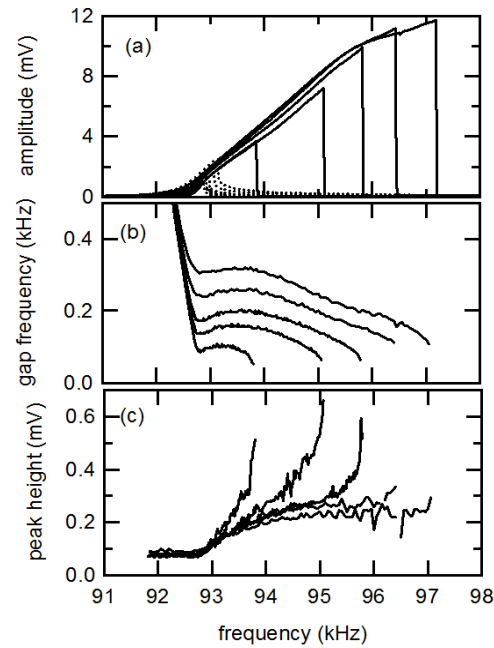 12
(a)
8
4
0
amplitude (mV)
(b)
0.4
0.2
0.0
gap frequency (kHz)
(c)
0.6
0.4
0.2
0.0
peak height (mV)
91 92 93 94 95 96 97 98
frequency (kHz)